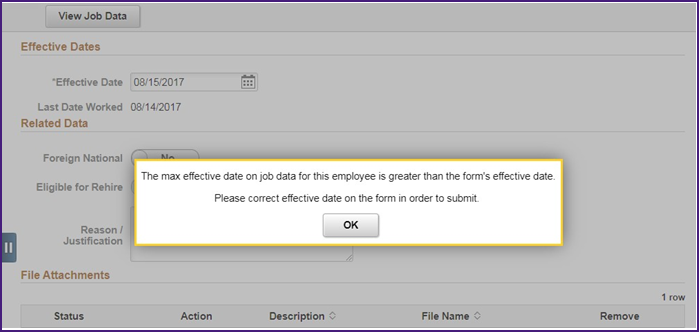 View Job Data
Effective Dates
*Effective Date 08/15/2017
Last Date Worked 08/14/2017
Related Data
Foreign National No
Eligible for Rehire
The max effective date on job data for this employee is greater than the form's effective date.
Please correct effective date on the form in order to submit.
OK
Reason /
Justification
File Attachments
1 row
Status Action Description File Name Remove